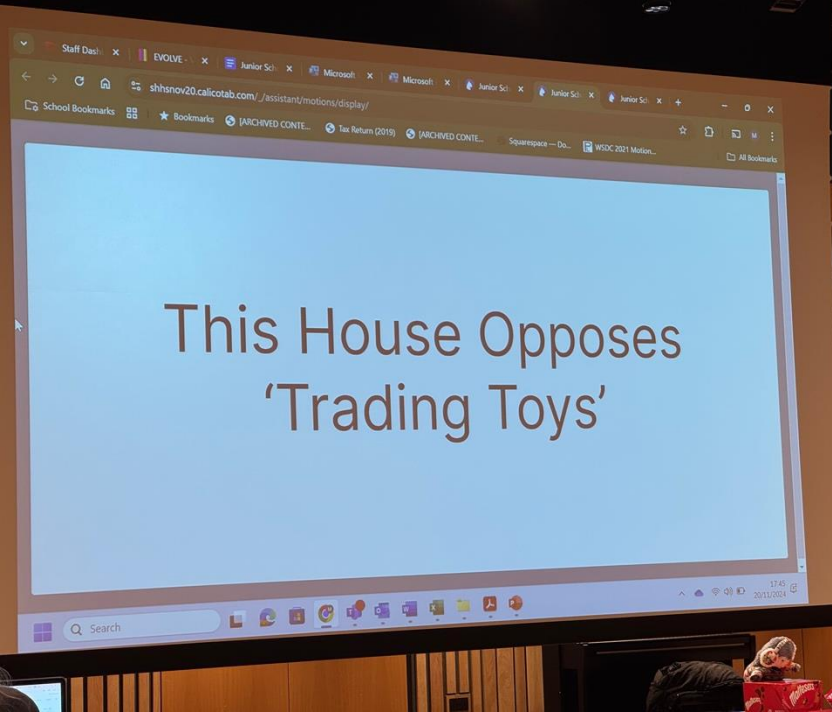 Staff Dash
EVOLVE -
Junior Sch
Microsoft
Microsoft
Junior Sch
Junior Sch
Junior Sch
shhsnov20.calicotab.com/_/assistant/motions/display/
School Bookmarks
Bookmarks
[ARCHIVED CONTE...
Tax Return (2019)
[ARCHIVED CONTE...
Squarespace — Do...
WSDC 2021 Motion...
All Bookmarks
This House Opposes
‘Trading Toys’
Search
17:45
20/11/2024
Maltesers